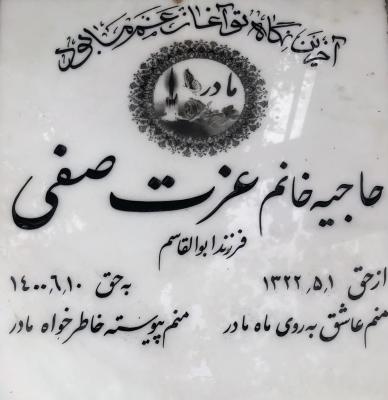 آخرین نگاه تو آغاز غم ما بود
مادر
حاجیه خانم عزت صفی
فرزند ابوالقاسم
از حق ۱۳۲۲٫۵٫۱ به حق ۱۴۰۰٫۶٫۱۰
منم عاشق به روی ماه مادر منم پیوسته خاطرخواه مادر